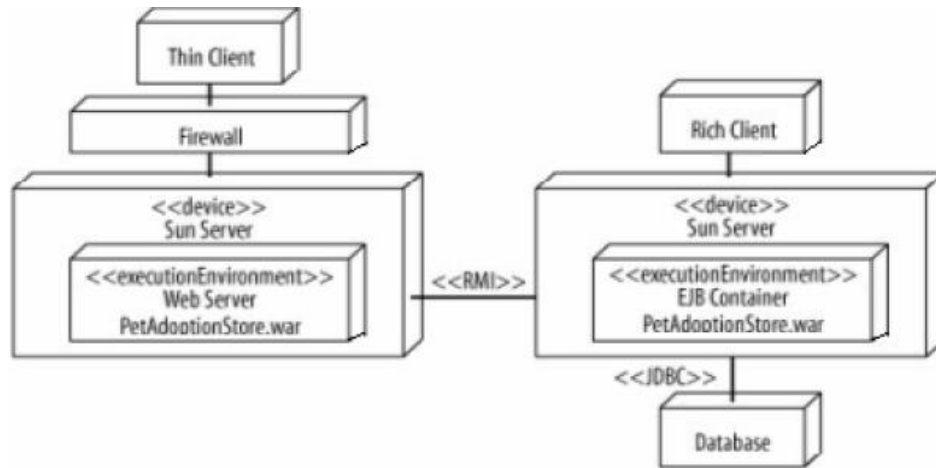 Thin Client
Firewall
<<device>>
Sun Server
<<executionEnvironment>>
Web Server
PetAdoptionStore.war
<<RMI>>
Rich Client
<<device>>
Sun Server
<<executionEnvironment>>
EJB Container
PetAdoptionStore.war
<<JDBC>>
Database